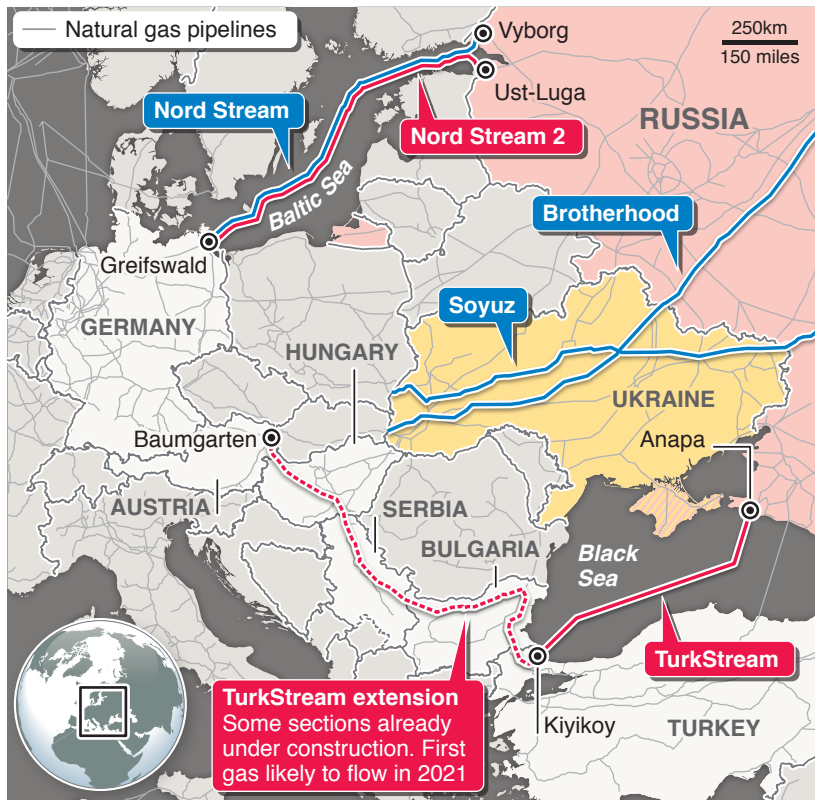 Natural gas pipelines
Vyborg
250km
150 miles
Ust-Luga
Nord Stream
Nord Stream 2
RUSSIA
Baltic Sea
Brotherhood
Greifswald
Soyuz
GERMANY
HUNGARY
UKRAINE
Baumgarten
Anapa
AUSTRIA
SERBIA
BULGARIA
Black
Sea
TurkStream
TurkStream extension
Some sections already
under construction. First
gas likely to flow in 2021
Kiyikoy
TURKEY